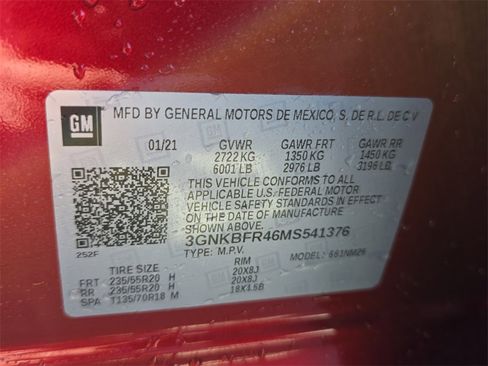 GM
MFD BY GENERAL MOTORS DE MEXICO, S. DE R.L. DE C V
01/21 GVWR GAWR FRT GAWR RR
2722 KG 1350 KG 1450 KG
6001 LB 2976 LB 3196 LB
THIS VEHICLE CONFORMS TO ALL
APPLICABLE U.S. FEDERAL MOTOR
VEHICLE SAFETY STANDARDS IN EFFECT
ON THE DATE OF MANUFACTURE SHOWN ABOVE.
3GNKBFR46MS541376
252F TYPE: M.P.V. MODEL:
TIRE SIZE RIM
FRT 235/55R20 H 20X8J
RR 235/55R20 H 20X8J
SPA T135/70R18 M 18X4.5B